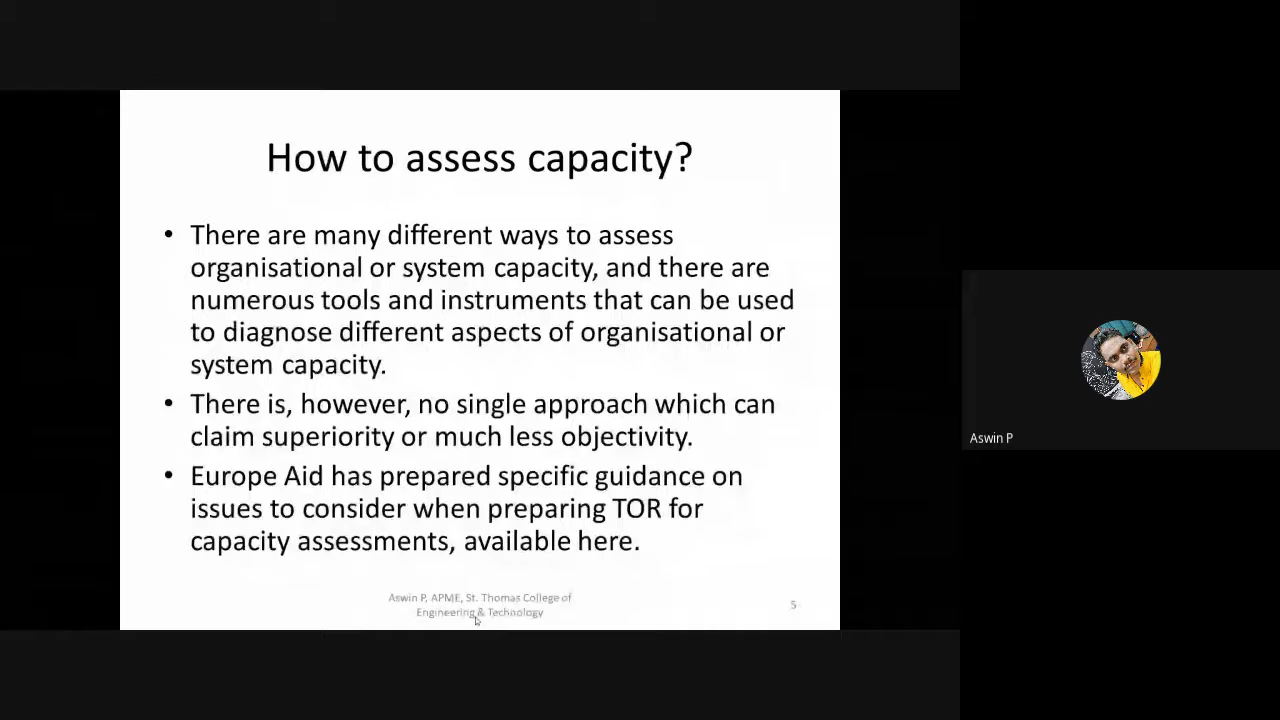 How to assess capacity?
• There are many different ways to assess
organisational or system capacity, and there are
numerous tools and instruments that can be used
to diagnose different aspects of organisational or
system capacity.
• There is, however, no single approach which can
claim superiority or much less objectivity.
• Europe Aid has prepared specific guidance on
issues to consider when preparing TOR for
capacity assessments, available here.
Aswin P, APME, St. Thomas College of
Engineering & Technology
5
Aswin P